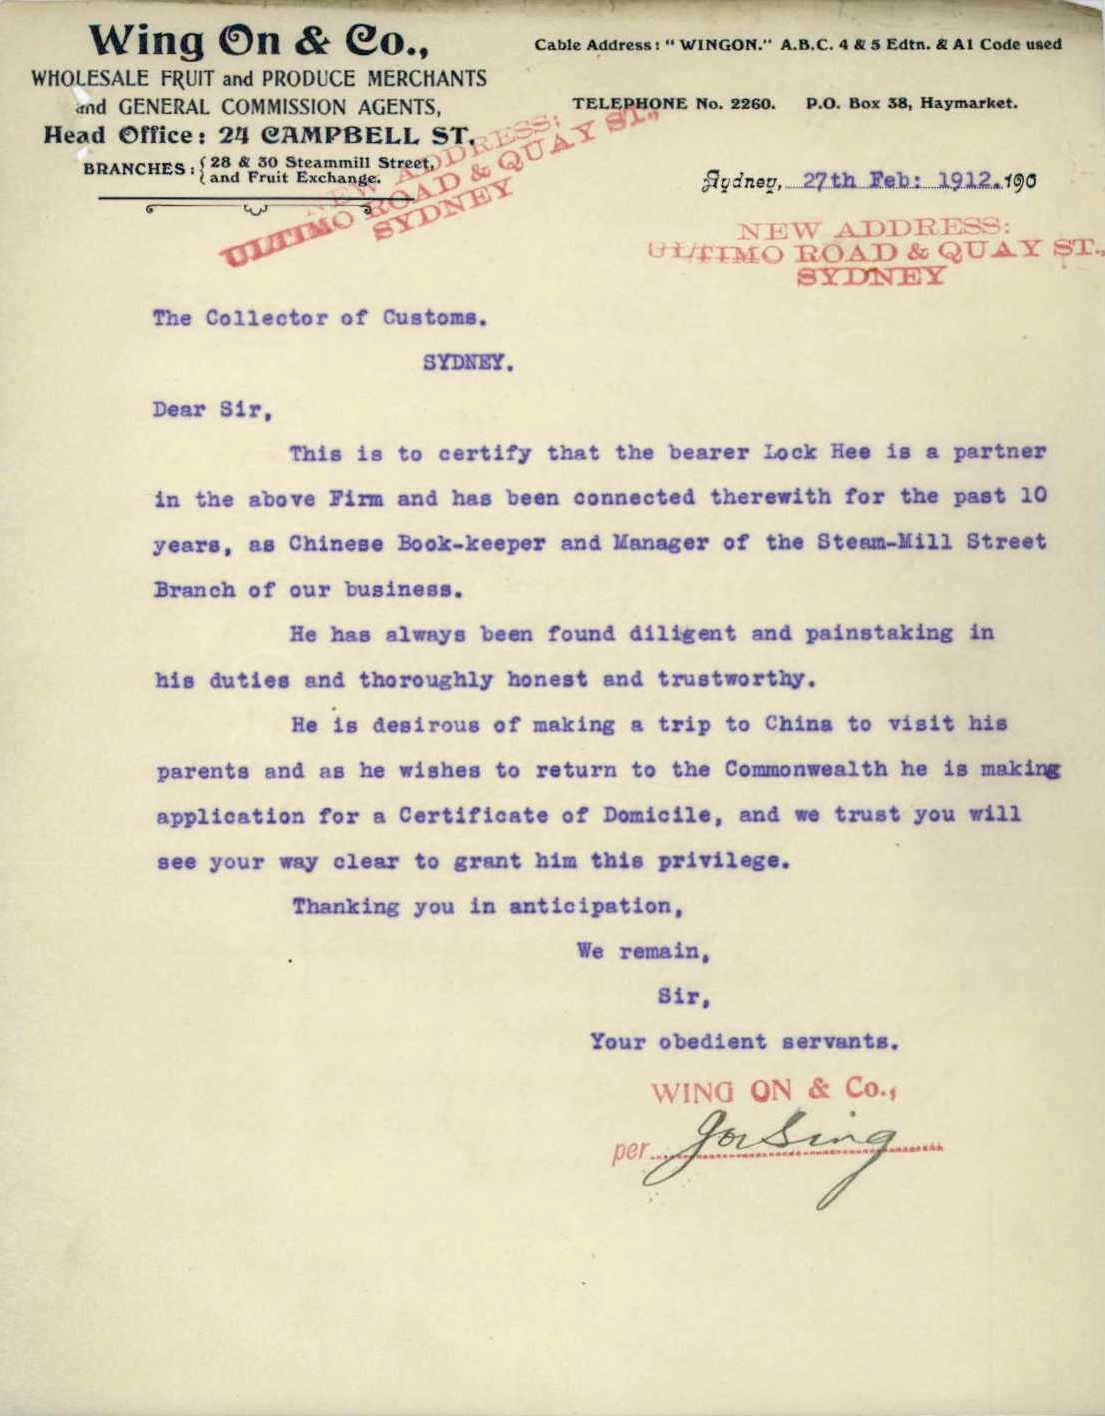 Wing On & Co.,
WHOLESALE FRUIT and PRODUCE MERCHANTS
and GENERAL COMMISSION AGENTS,
Head Office: 24 CAMPBELL ST.
BRANCHES: { 28 & 30 Steammill Street,
and Fruit Exchange.
Cable Address: "WINGON." A.B.C. 4 & 5 Edtn. & A1 Code used
TELEPHONE No. 2260. P.O. Box 38, Haymarket.
NEW ADDRESS:
ULTIMO ROAD & QUAY ST.,
SYDNEY
Sydney, 27th Feb: 1912. 190
NEW ADDRESS:
ULTIMO ROAD & QUAY ST.,
SYDNEY
The Collector of Customs.
SYDNEY.
Dear Sir,
This is to certify that the bearer Lock Hee is a partner
in the above Firm and has been connected therewith for the past 10
years, as Chinese Book-keeper and Manager of the Steam-Mill Street
Branch of our business.
He has always been found diligent and painstaking in
his duties and thoroughly honest and trustworthy.
He is desirous of making a trip to China to visit his
parents and as he wishes to return to the Commonwealth he is making
application for a Certificate of Domicile, and we trust you will
see your way clear to grant him this privilege.
Thanking you in anticipation,
We remain,
Sir,
Your obedient servants.
WING ON & Co.,
per